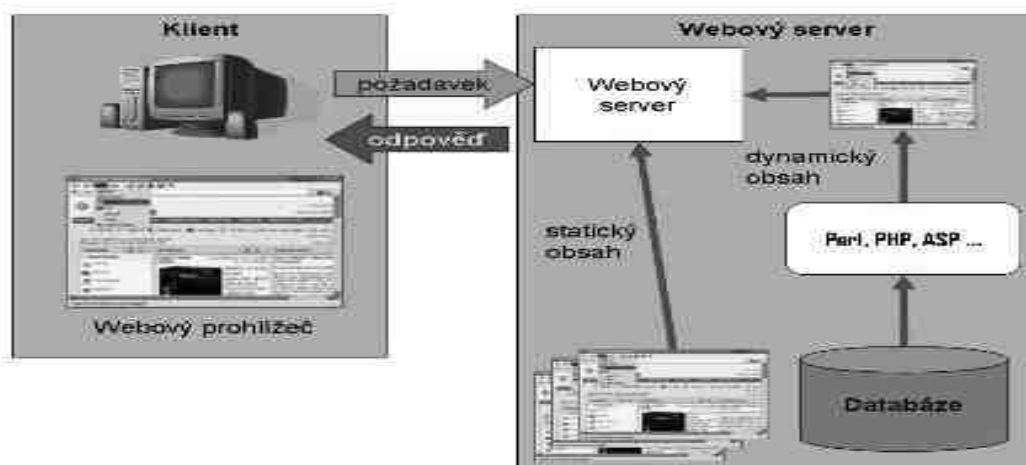 Klient
požadavek
odpověď
Webový prohlížeč
Webový server
Webový
server
dynamický
obsah
statický
obsah
Perl, PHP, ASP ...
Databáze